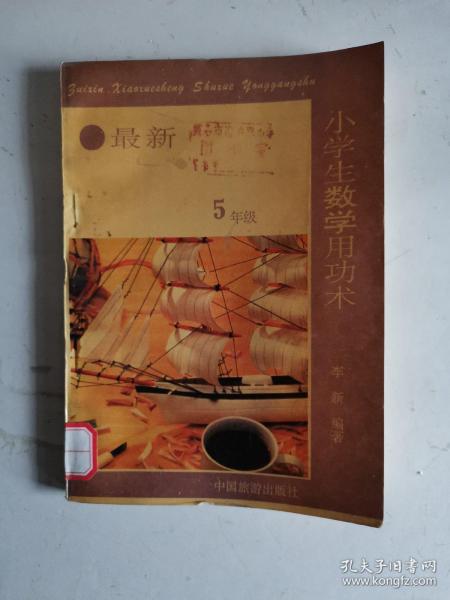 Zuixin Xiaoxuesheng Shuxue Yonggongshu
最新
小学生数学用功术
5年级
李新 编著
中国旅游出版社
孔夫子旧书网
www.kongfz.com